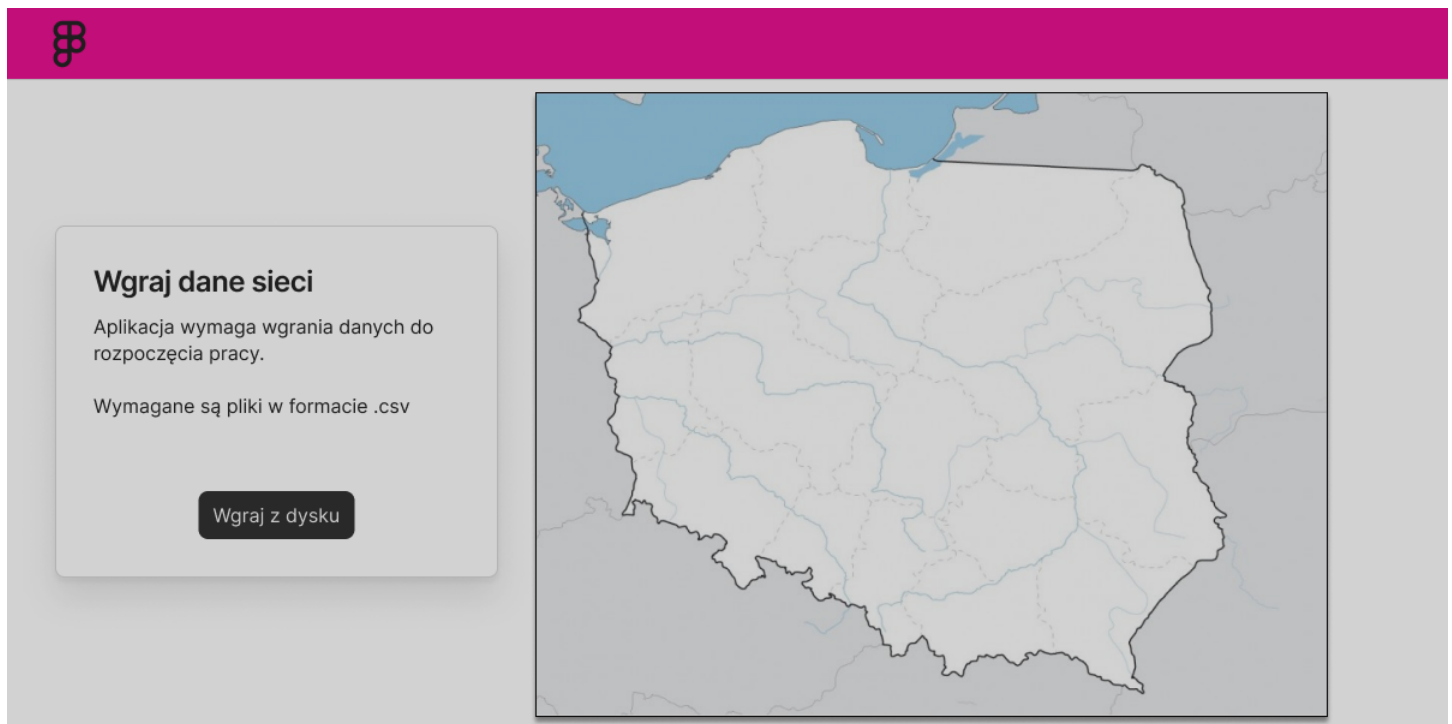 Wgraj dane sieci
Aplikacja wymaga wgrania danych do
rozpoczęcia pracy.
Wymagane są pliki w formacie .csv
Wgraj z dysku